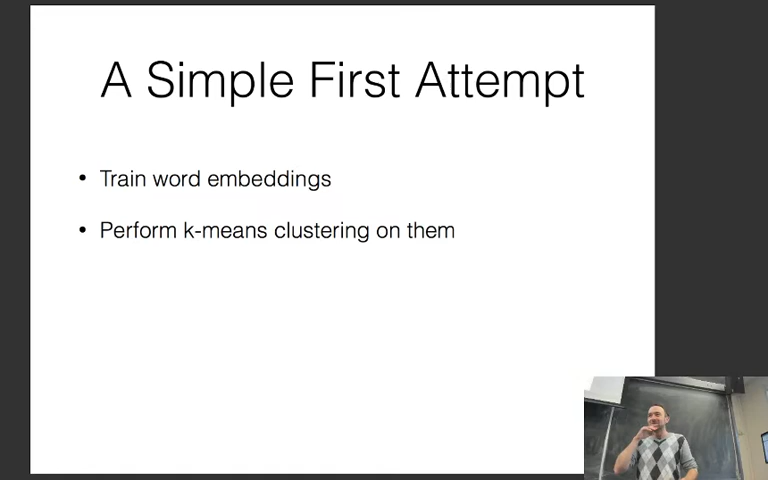 A Simple First Attempt
• Train word embeddings
• Perform k-means clustering on them